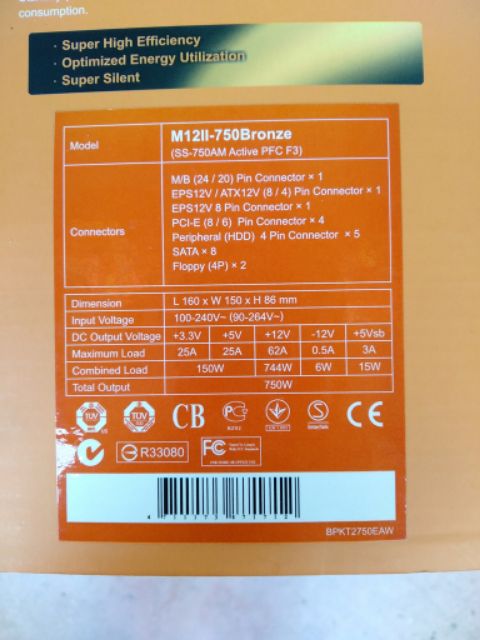 consumption.
· Super High Efficiency
· Optimized Energy Utilization
· Super Silent
Model M12II-750Bronze
(SS-750AM Active PFC F3)
Connectors
M/B (24 / 20) Pin Connector × 1
EPS12V / ATX12V (8 / 4) Pin Connector × 1
EPS12V 8 Pin Connector × 1
PCI-E (8 / 6) Pin Connector × 4
Peripheral (HDD) 4 Pin Connector × 5
SATA × 8
Floppy (4P) × 2
Dimension L 160 x W 150 x H 86 mm
Input Voltage 100-240V~ (90-264V~)
DC Output Voltage +3.3V +5V +12V -12V +5Vsb
Maximum Load 25A 25A 62A 0.5A 3A
Combined Load 150W 744W 6W 15W
Total Output 750W
TÜV TÜV CB PC S CE
R33080 FC
BPKT2750EAW